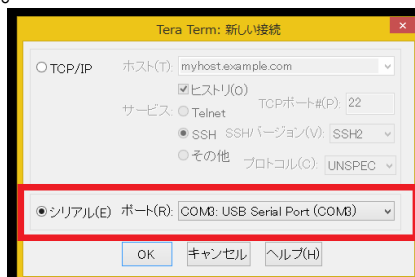 Tera Term: 新しい接続
TCP/IP ホスト(T): myhost.example.com
ヒストリ(O)
サービス: Telnet TCPポート#(P): 22
SSH SSHバージョン(V): SSH2
その他 プロトコル(C): UNSPEC
シリアル(E) ポート(R): COM3: USB Serial Port (COM3)
OK キャンセル ヘルプ(H)